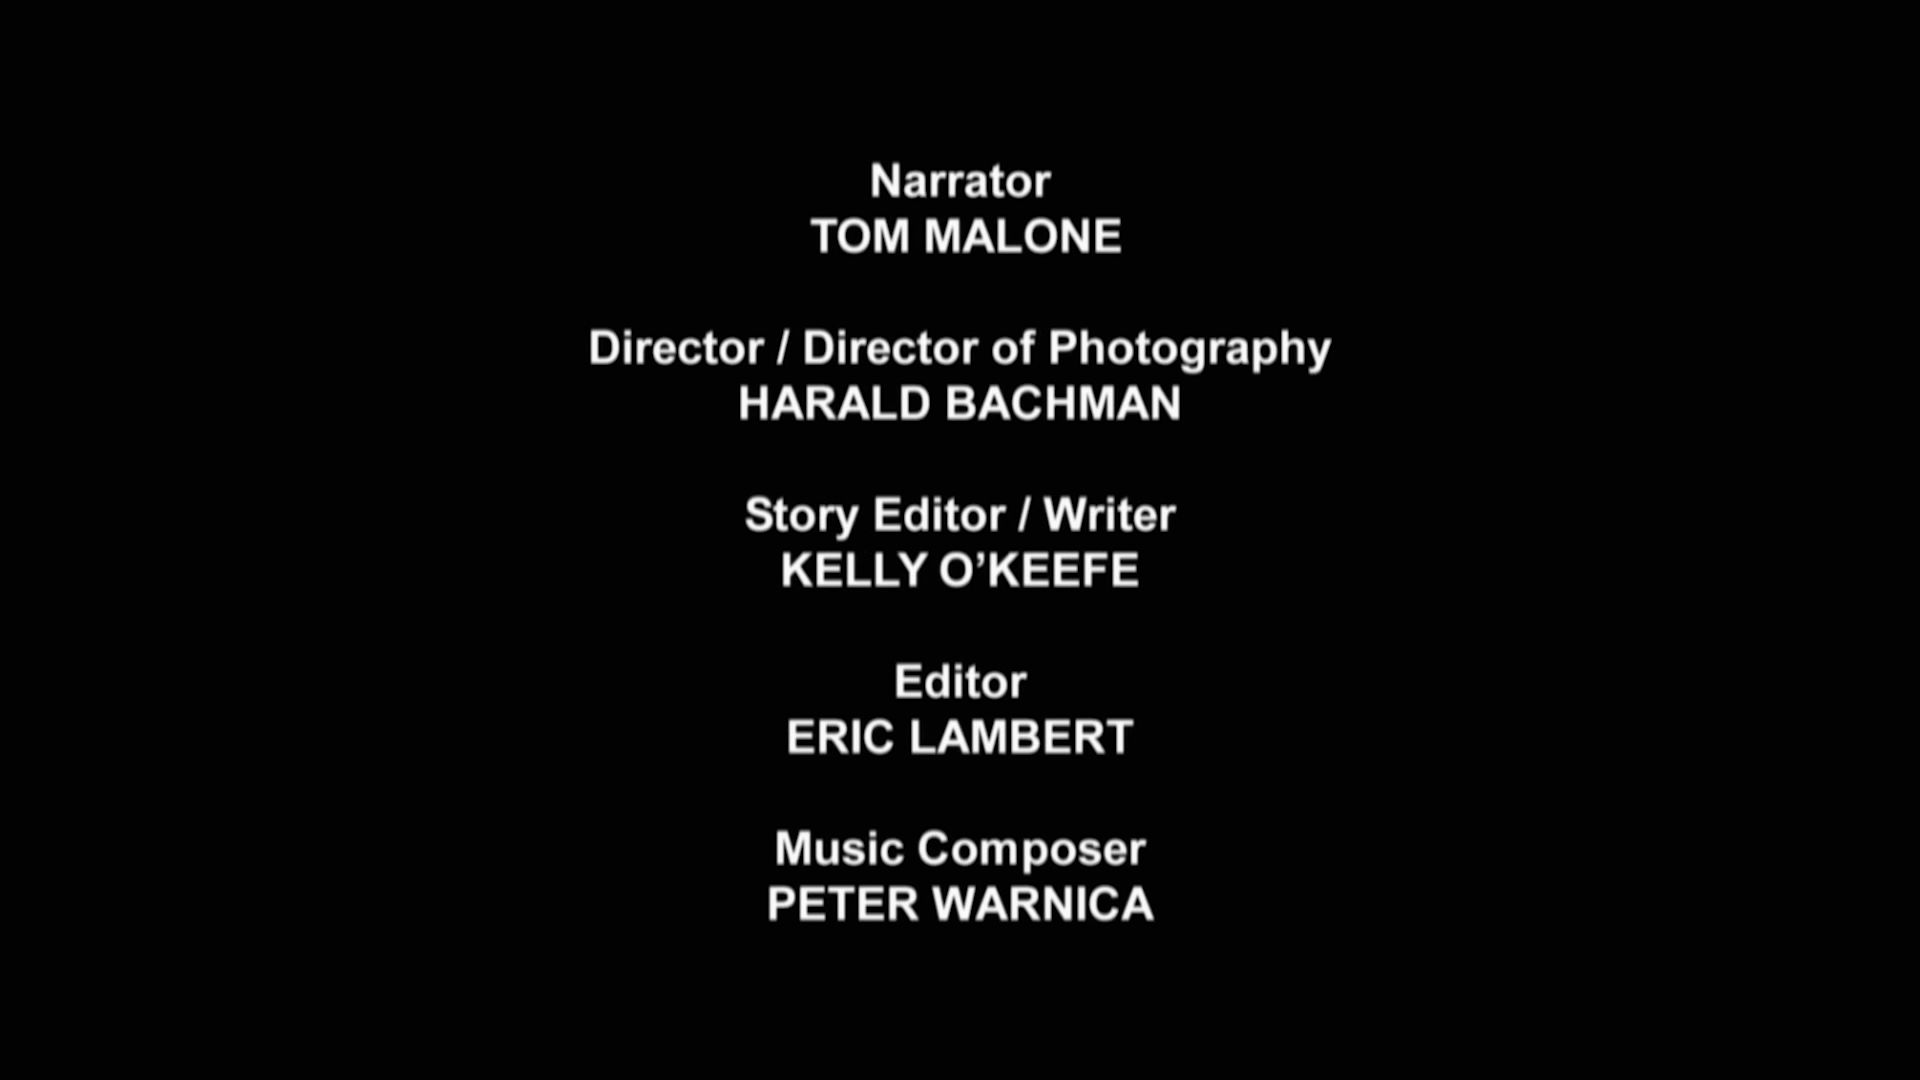 Narrator
TOM MALONE
Director / Director of Photography
HARALD BACHMAN
Story Editor / Writer
KELLY O’KEEFE
Editor
ERIC LAMBERT
Music Composer
PETER WARNICA